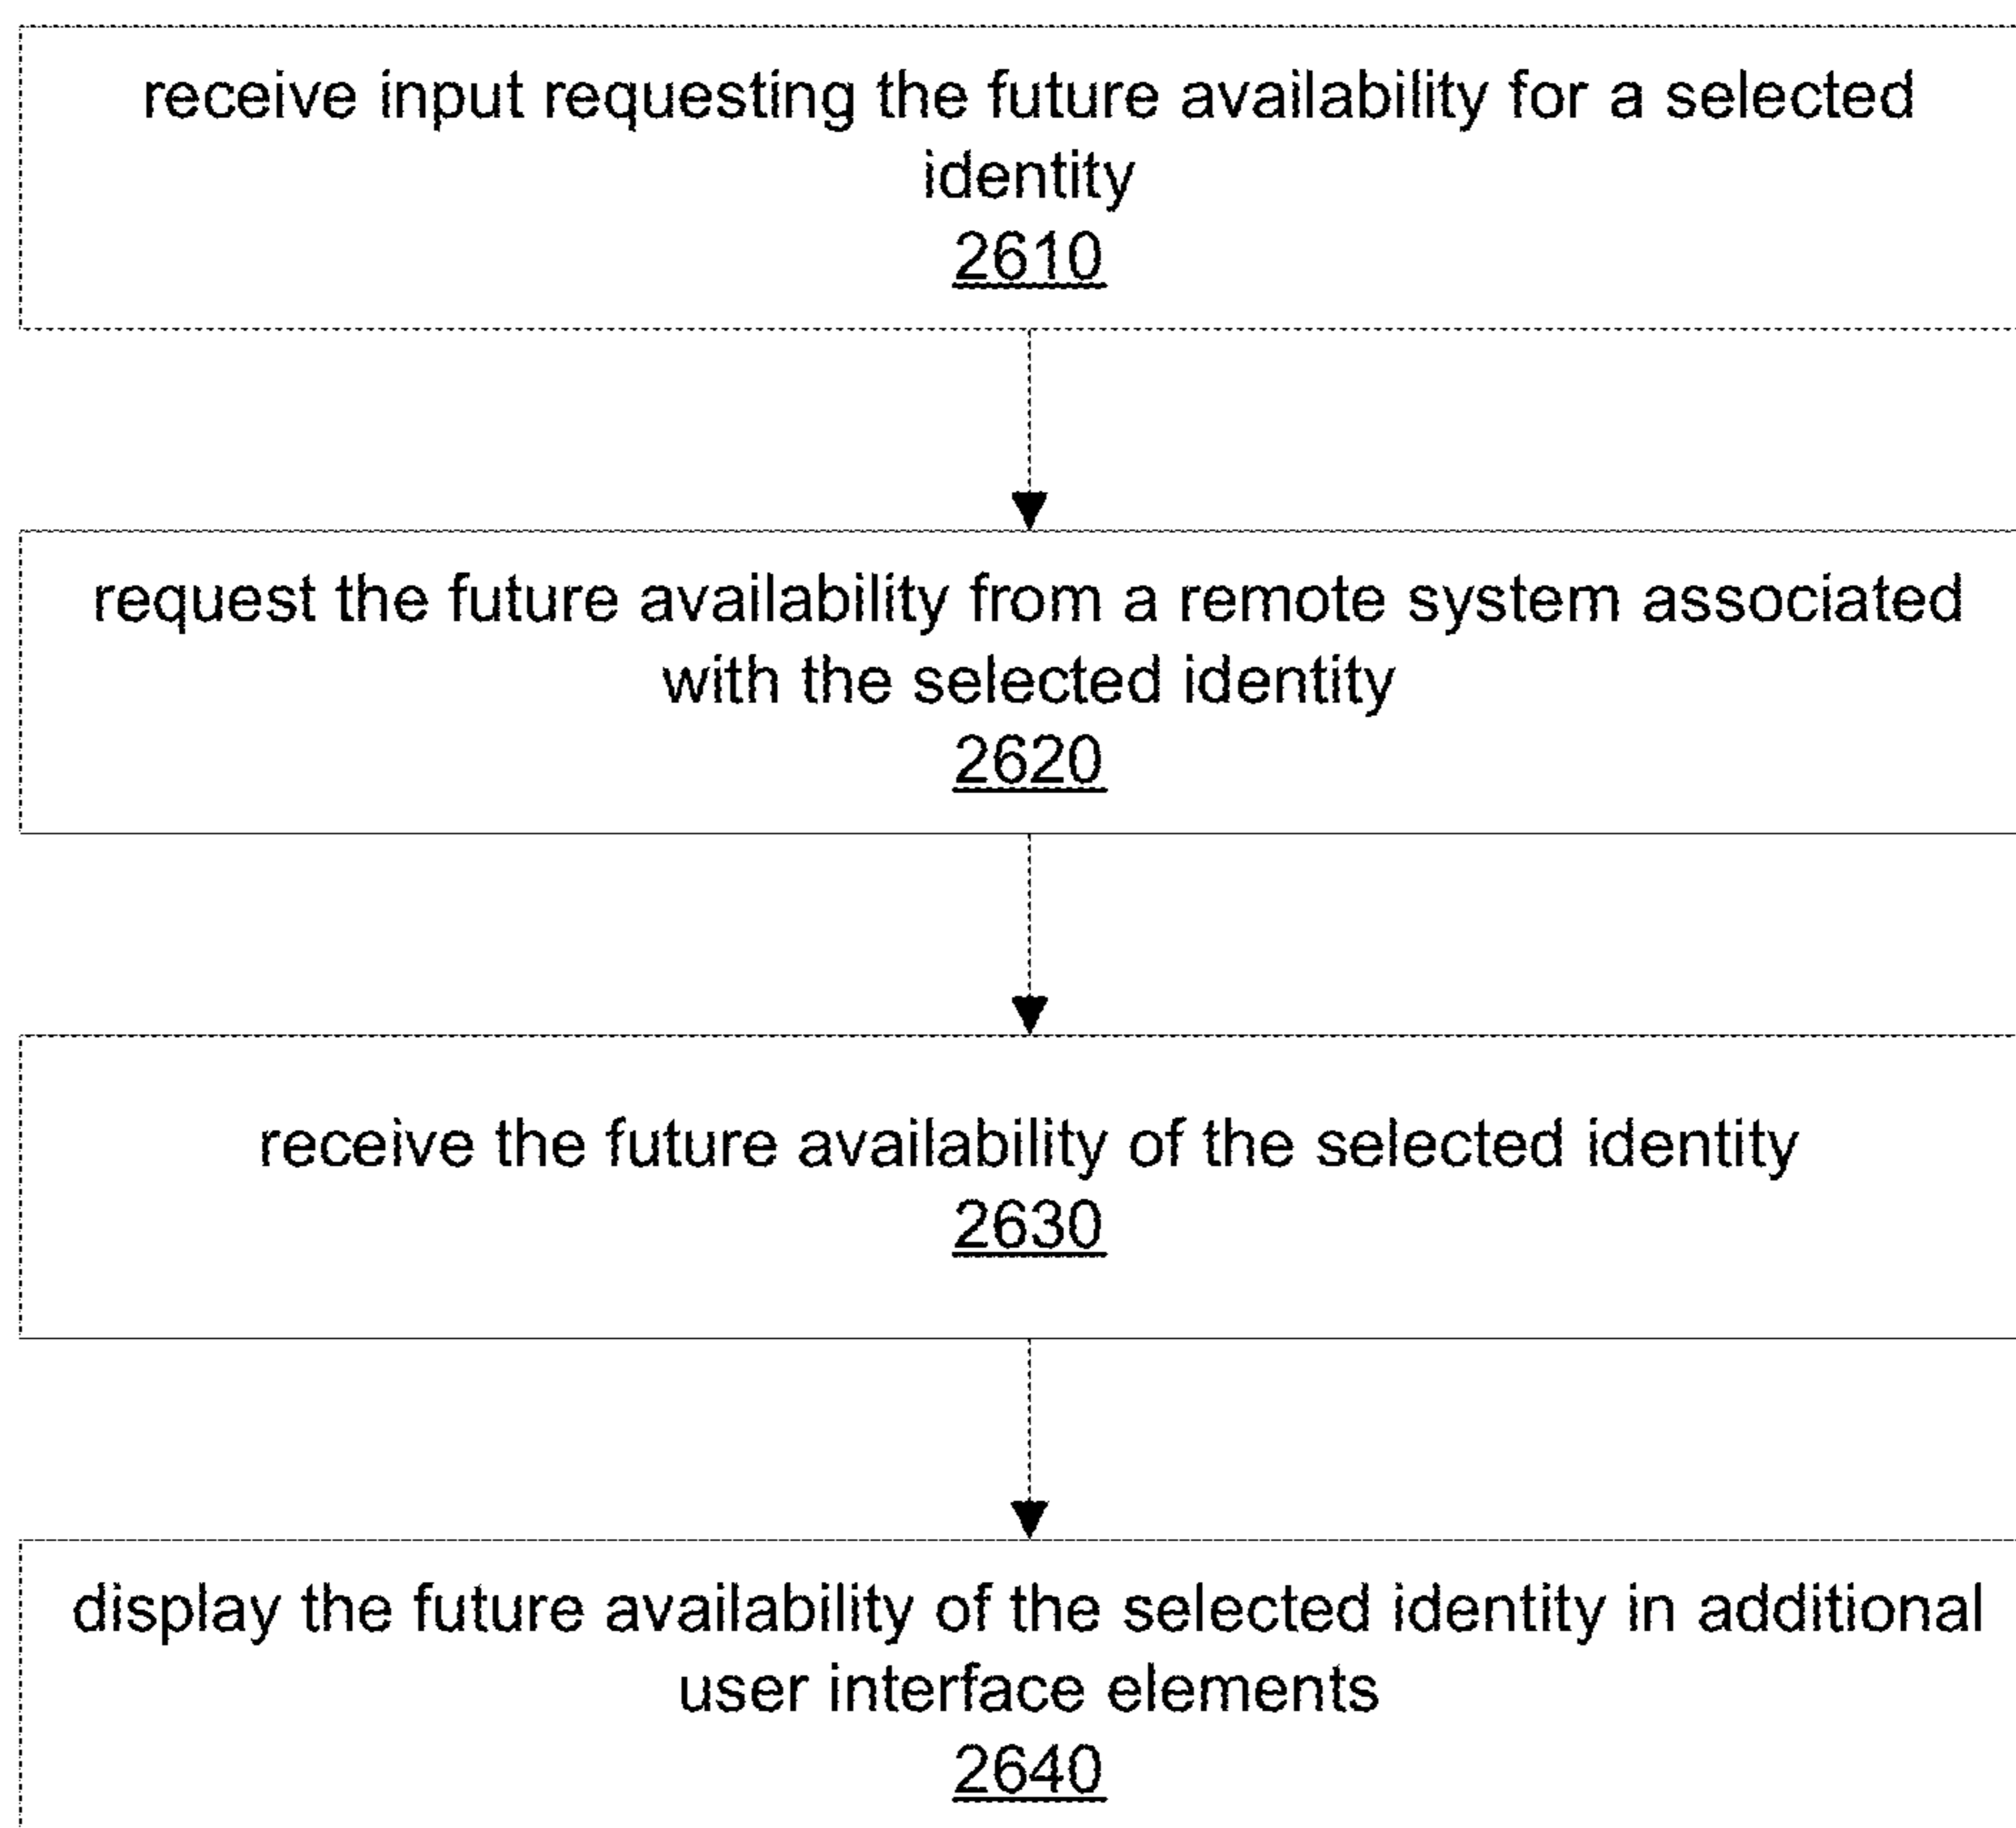 receive input requesting the future availability for a selected
identity
2610
request the future availability from a remote system associated
with the selected identity
2620
receive the future availability of the selected identity
2630
display the future availability of the selected identity in additional
user interface elements
2640